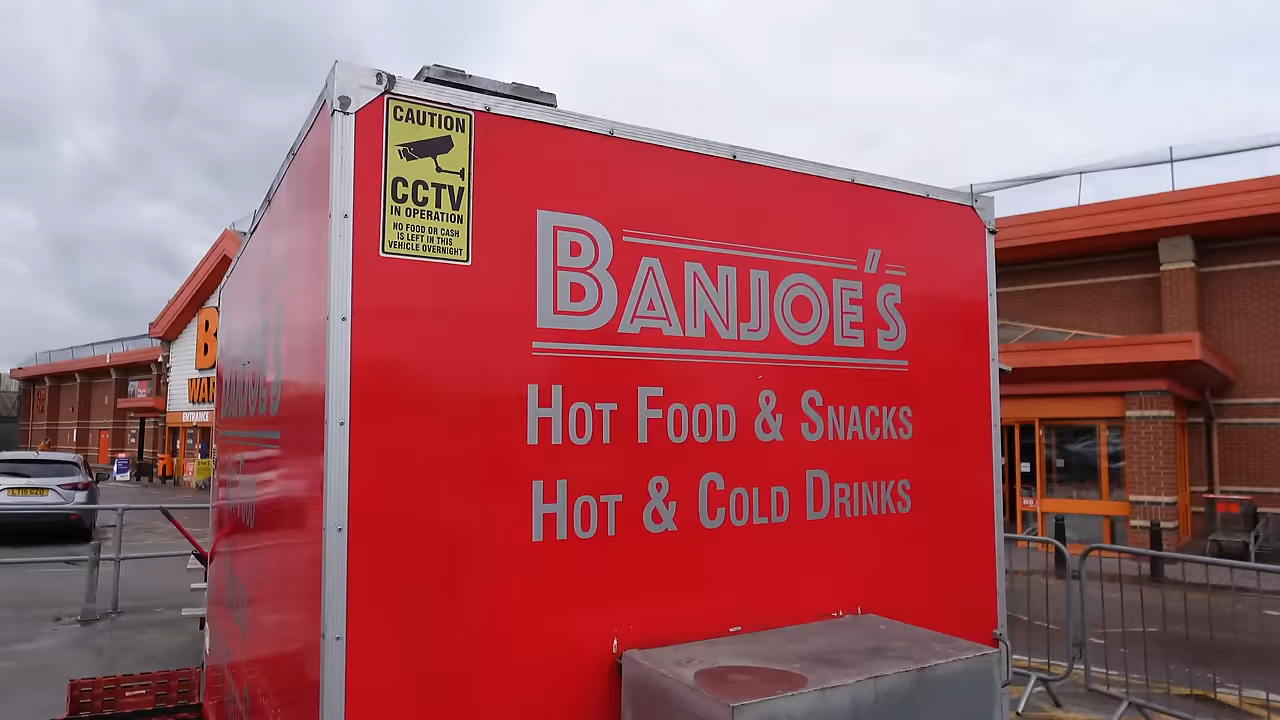 CAUTION
CCTV
IN OPERATION
NO FOOD OR CASH
IS LEFT IN THIS
VEHICLE OVERNIGHT
BANJOE'S
HOT FOOD & SNACKS
HOT & COLD DRINKS
B
WAR
ENTRANCE